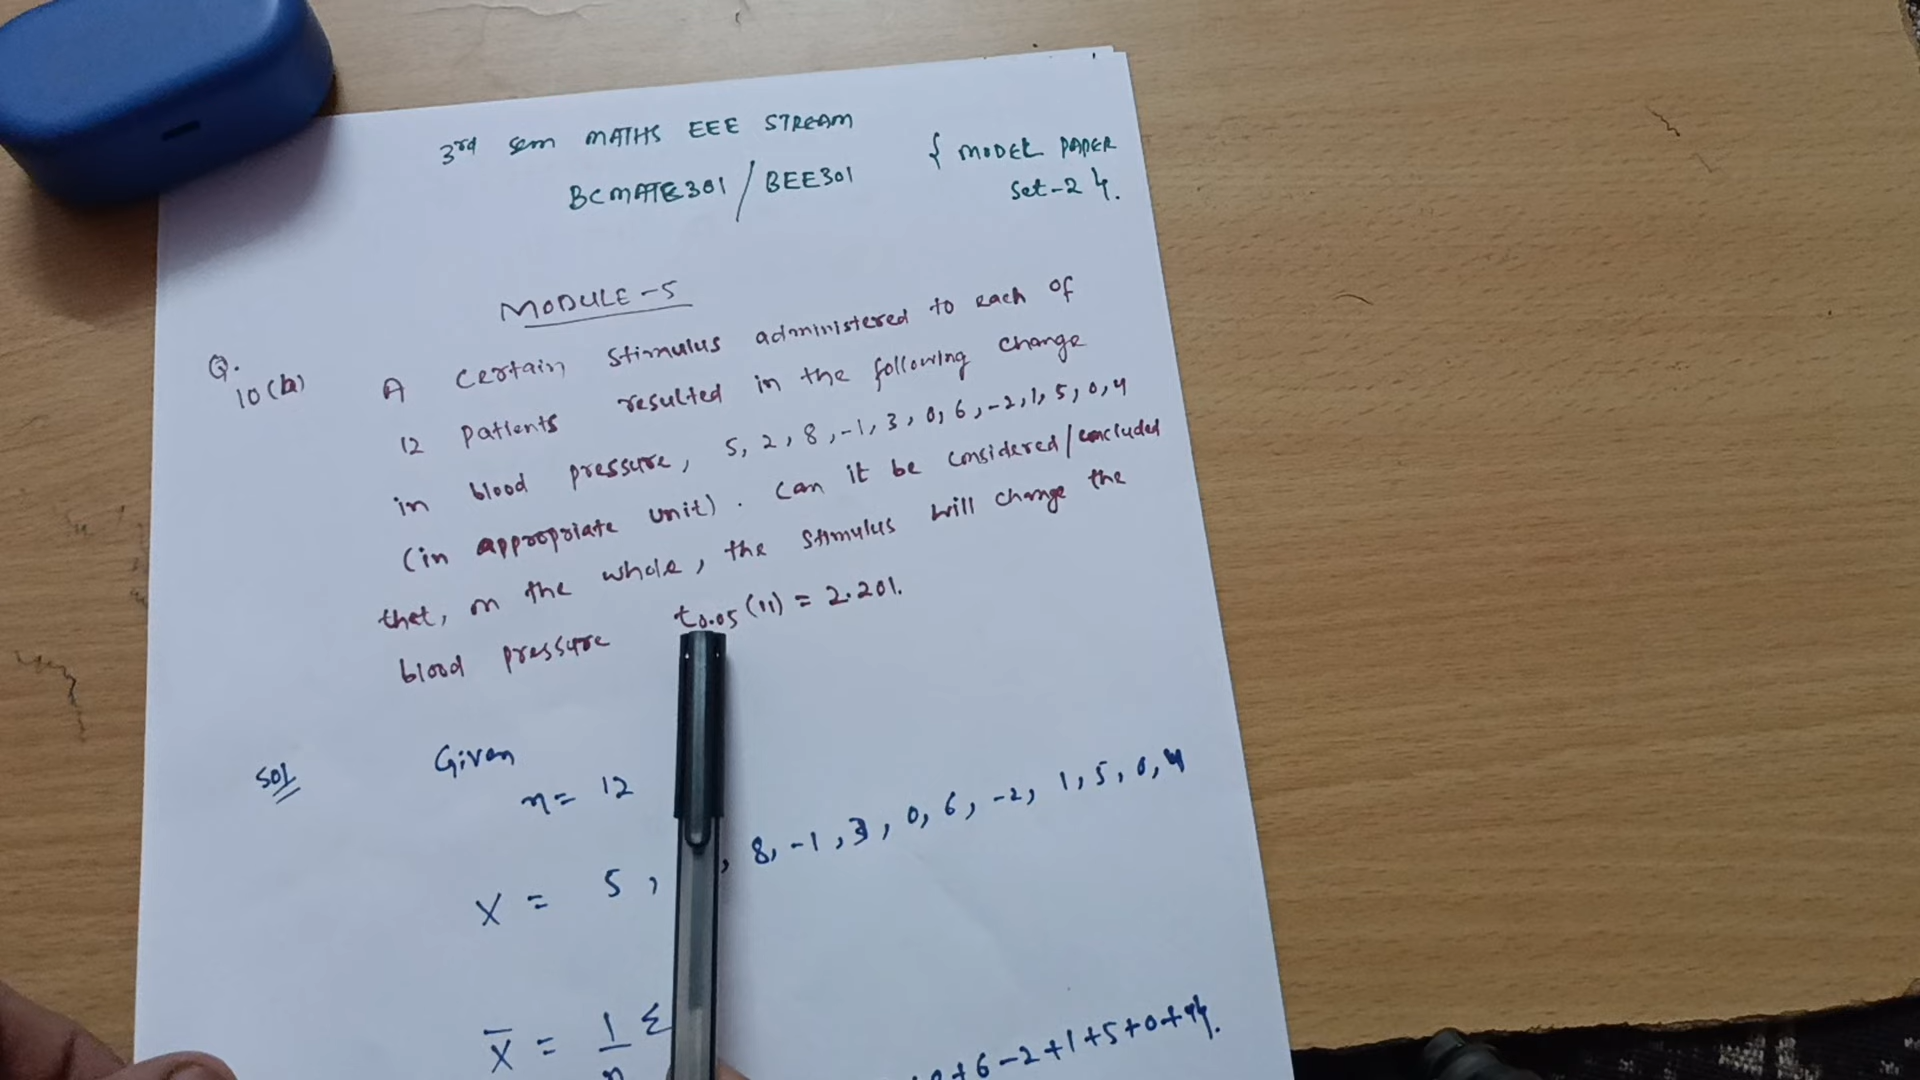 3rd sem MATHS EEE STREAM
BCMATE301 / BEE301 { MODEL PAPER
Set-2 }.
MODULE-5
Q.
10(b) A certain stimulus administered to each of
12 patients resulted in the following change
in blood pressure, 5, 2, 8, -1, 3, 0, 6, -2, 1, 5, 0, 4
(in appropriate unit). Can it be considered/concluded
that, on the whole, the stimulus will change the
blood pressure t0.05 (11) = 2.201.
Sol Given
n = 12
X = 5, , 8, -1, 3, 0, 6, -2, 1, 5, 0, 4
X̄ = 1/n Σ +6-2+1+5+0+4}.